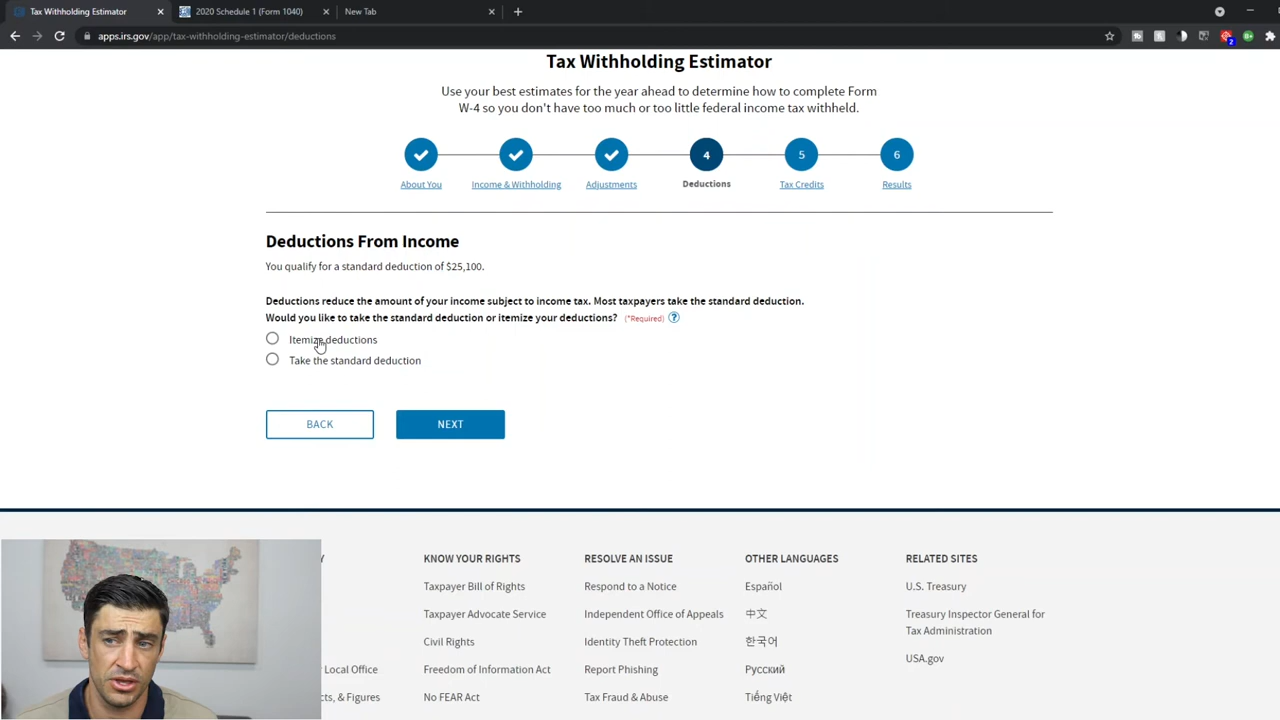 Tax Withholding Estimator
2020 Schedule 1 (Form 1040)
New Tab
apps.irs.gov/app/tax-withholding-estimator/deductions
2
Tax Withholding Estimator
Use your best estimates for the year ahead to determine how to complete Form
W-4 so you don't have too much or too little federal income tax withheld.
4
5
6
About You
Income & Withholding
Adjustments
Deductions
Tax Credits
Results
Deductions From Income
You qualify for a standard deduction of $25,100.
Deductions reduce the amount of your income subject to income tax. Most taxpayers take the standard deduction.
Would you like to take the standard deduction or itemize your deductions? (*Required) ?
Itemize deductions
Take the standard deduction
BACK
NEXT
Y
Local Office
cts, & Figures
KNOW YOUR RIGHTS
Taxpayer Bill of Rights
Taxpayer Advocate Service
Civil Rights
Freedom of Information Act
No FEAR Act
RESOLVE AN ISSUE
Respond to a Notice
Independent Office of Appeals
Identity Theft Protection
Report Phishing
Tax Fraud & Abuse
OTHER LANGUAGES
Español
中文
한국어
Русский
Tiếng Việt
RELATED SITES
U.S. Treasury
Treasury Inspector General for
Tax Administration
USA.gov